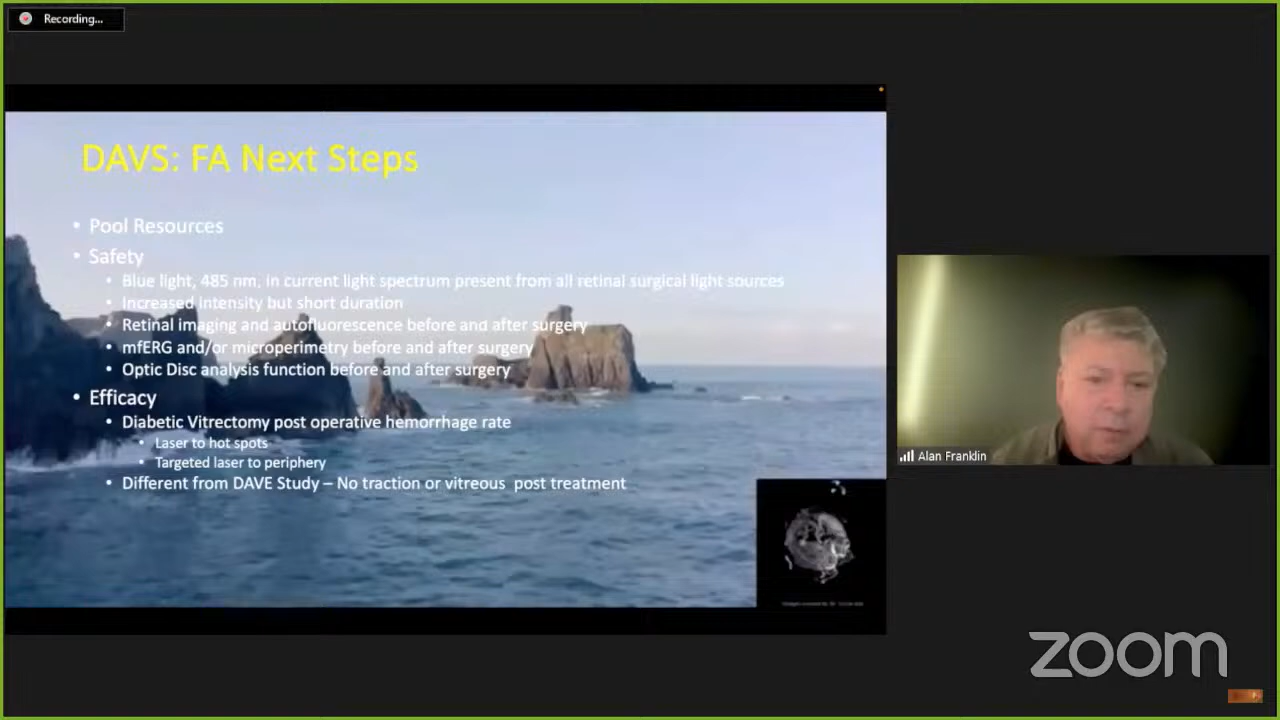 Recording...
DAVS: FA Next Steps
• Pool Resources
• Safety
• Blue light, 485 nm, in current light spectrum present from all retinal surgical light sources
• Increased intensity but short duration
• Retinal imaging and autofluorescence before and after surgery
• mfERG and/or microperimetry before and after surgery
• Optic Disc analysis function before and after surgery
• Efficacy
• Diabetic Vitrectomy post operative hemorrhage rate
• Laser to hot spots
• Targeted laser to periphery
• Different from DAVE Study – No traction or vitreous post treatment
Alan Franklin
zoom